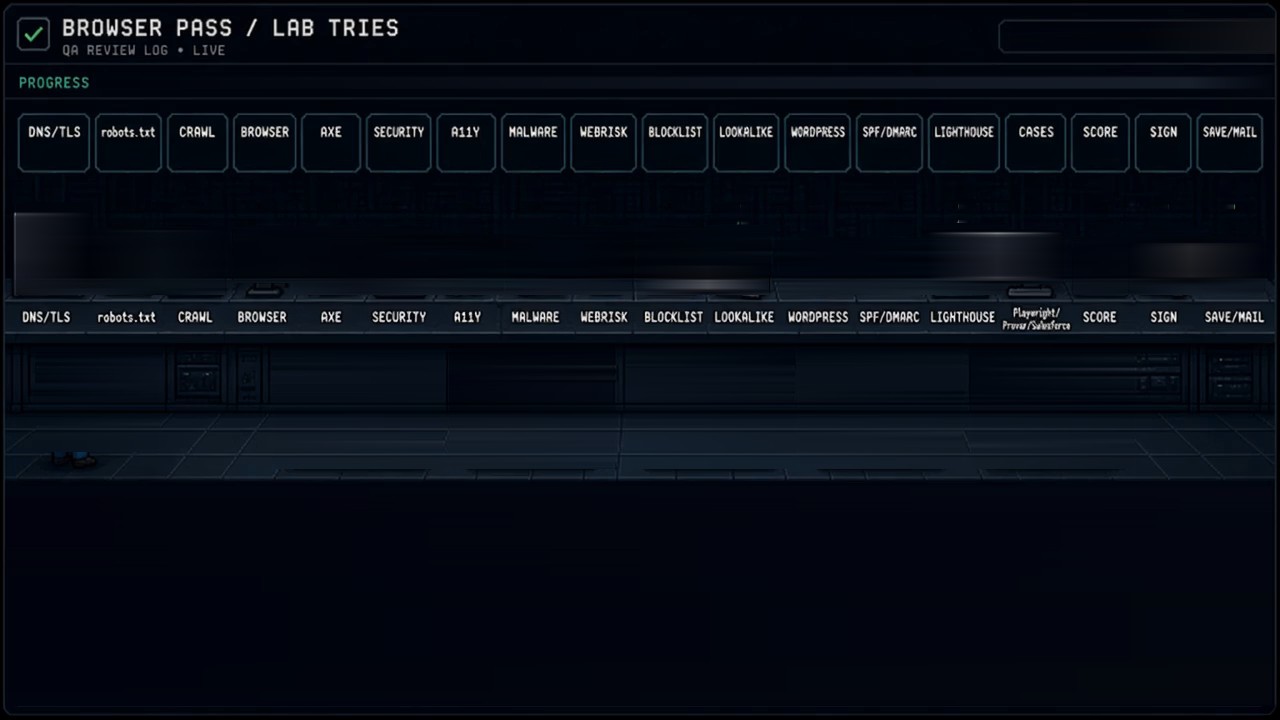 BROWSER PASS / LAB TRIES
QA REVIEW LOG • LIVE
PROGRESS
DNS/TLS robots.txt CRAWL BROWSER AXE SECURITY A11Y MALWARE WEBRISK BLOCKLIST LOOKALIKE WORDPRESS SPF/DMARC LIGHTHOUSE CASES SCORE SIGN SAVE/MAIL
DNS/TLS robots.txt CRAWL BROWSER AXE SECURITY A11Y MALWARE WEBRISK BLOCKLIST LOOKALIKE WORDPRESS SPF/DMARC LIGHTHOUSE Playwright/ SCORE SIGN SAVE/MAIL